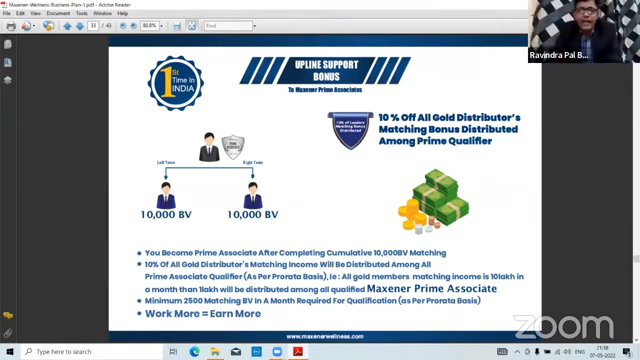 Maxener-Wellness-Business-Plan-1.pdf - Adobe Reader
File Edit View Document Tools Window Help
33 / 43
80.8%
Find
Ravindra Pal B...
1St
Time In
INDIA
UPLINE SUPPORT
BONUS
To Maxener Prime Associates
10% of Leaders
Matching Bonus
Distributed
10 % Off All Gold Distributor's
Matching Bonus Distributed
Among Prime Qualifier
Left Team
Right Team
10,000 BV
10,000 BV
• You Become Prime Associate After Completing Cumulative 10,000BV Matching
• 10% Of All Gold Distributor's Matching Income Will be Distributed Among All
Prime Associate Qualifier (As Per Prorata Basis), I.e : All gold members matching income is 10lakh in
a month than 1lakh will be distributed among all qualified Maxener Prime Associate
• Minimum 2500 Matching BV In a Month Required For Qualification (as Per Prorata Basis)
• Work More = Earn More
www.maxenerwellness.com
zoom
Type here to search
ENG
21:38
07-05-2022